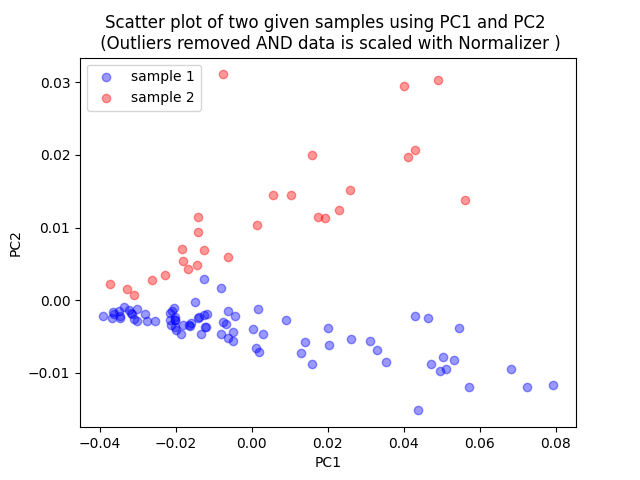 Scatter plot of two given samples using PC1 and PC2
(Outliers removed AND data is scaled with Normalizer )
sample 1
sample 2
0.03
0.02
0.01
0.00
−0.01
PC2
−0.04
−0.02
0.00
0.02
0.04
0.06
0.08
PC1